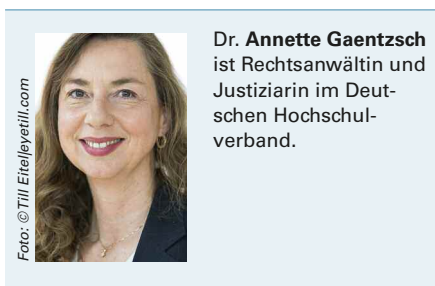 Dr. Annette Gaentzsch
ist Rechtsanwältin und
Justiziarin im Deut-
schen Hochschul-
verband.
Foto: ©Till Eitel|eyetill.com